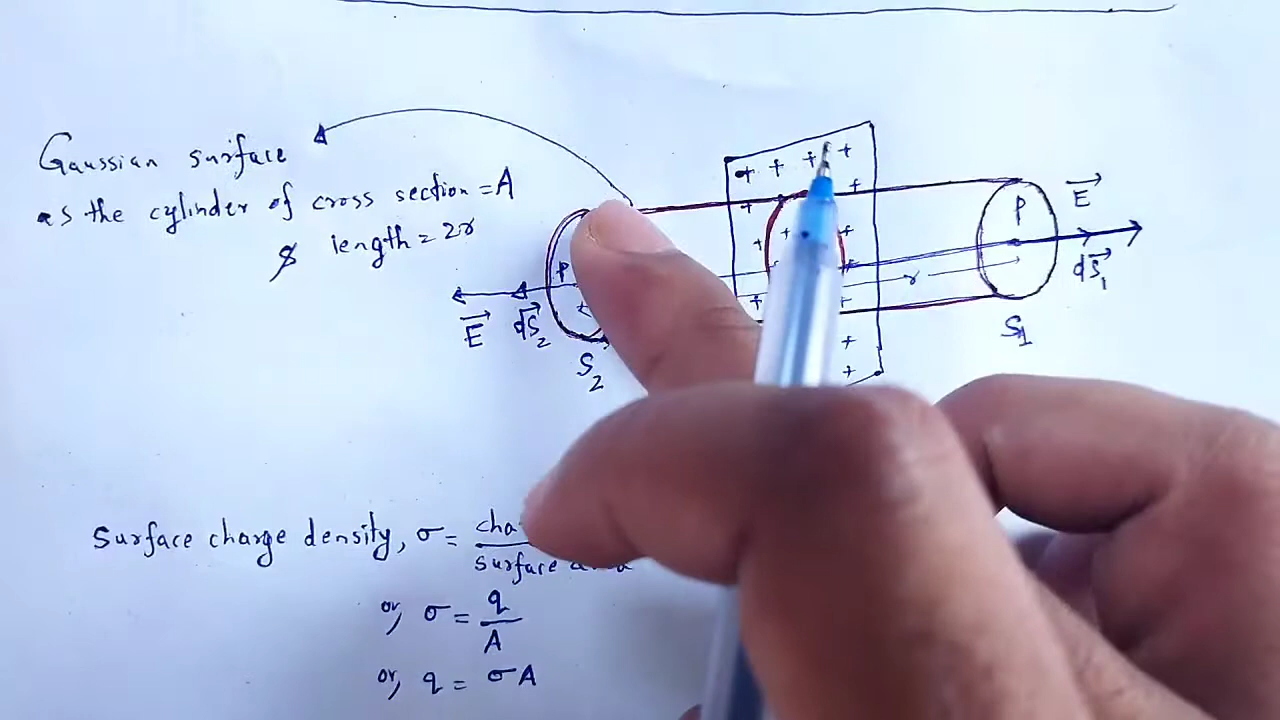 Gaussian surface
as the cylinder of cross section = A
$ length = 2r
P
E
dS₂
S₂
+ + + +
r
P
E
dS₁
S₁
Surface charge density, σ =
surface
or, σ = q/A
or, q = σA